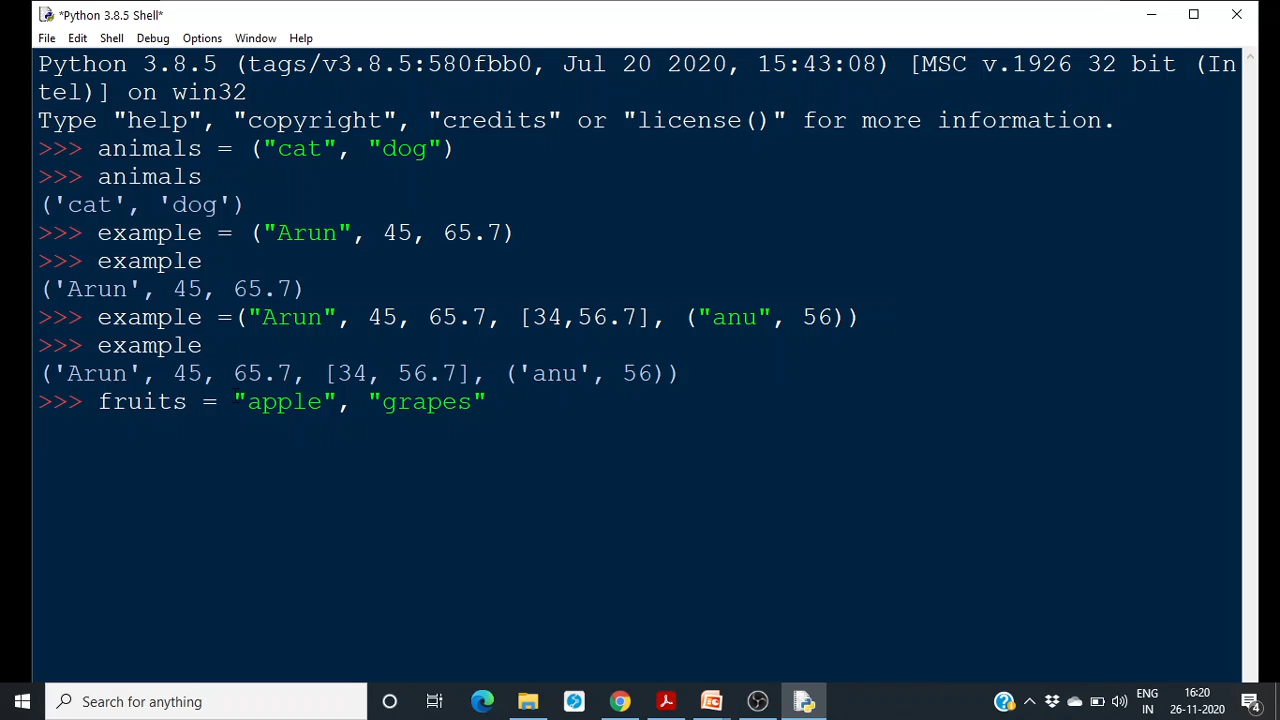 *Python 3.8.5 Shell*
File Edit Shell Debug Options Window Help
Python 3.8.5 (tags/v3.8.5:580fbb0, Jul 20 2020, 15:43:08) [MSC v.1926 32 bit (In
tel)] on win32
Type "help", "copyright", "credits" or "license()" for more information.
>>> animals = ("cat", "dog")
>>> animals
('cat', 'dog')
>>> example = ("Arun", 45, 65.7)
>>> example
('Arun', 45, 65.7)
>>> example =("Arun", 45, 65.7, [34,56.7], ("anu", 56))
>>> example
('Arun', 45, 65.7, [34, 56.7], ('anu', 56))
>>> fruits = "apple", "grapes"
Search for anything
ENG
IN
16:20
26-11-2020
4